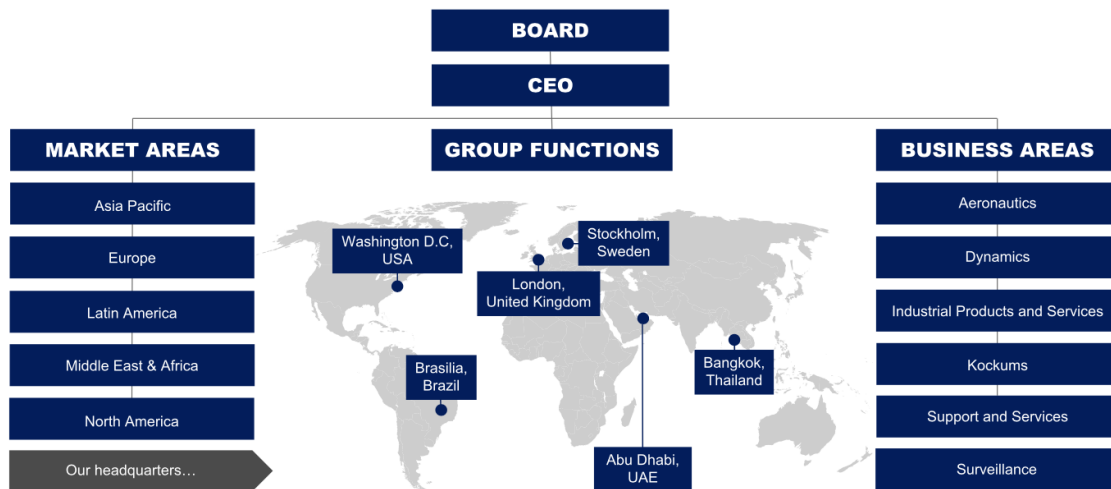 BOARD
CEO
MARKET AREAS
GROUP FUNCTIONS
BUSINESS AREAS
Asia Pacific
Europe
Latin America
Middle East & Africa
North America
Our headquarters…
Washington D.C,
USA
Stockholm,
Sweden
London,
United Kingdom
Brasilia,
Brazil
Bangkok,
Thailand
Abu Dhabi,
UAE
Aeronautics
Dynamics
Industrial Products and Services
Kockums
Support and Services
Surveillance